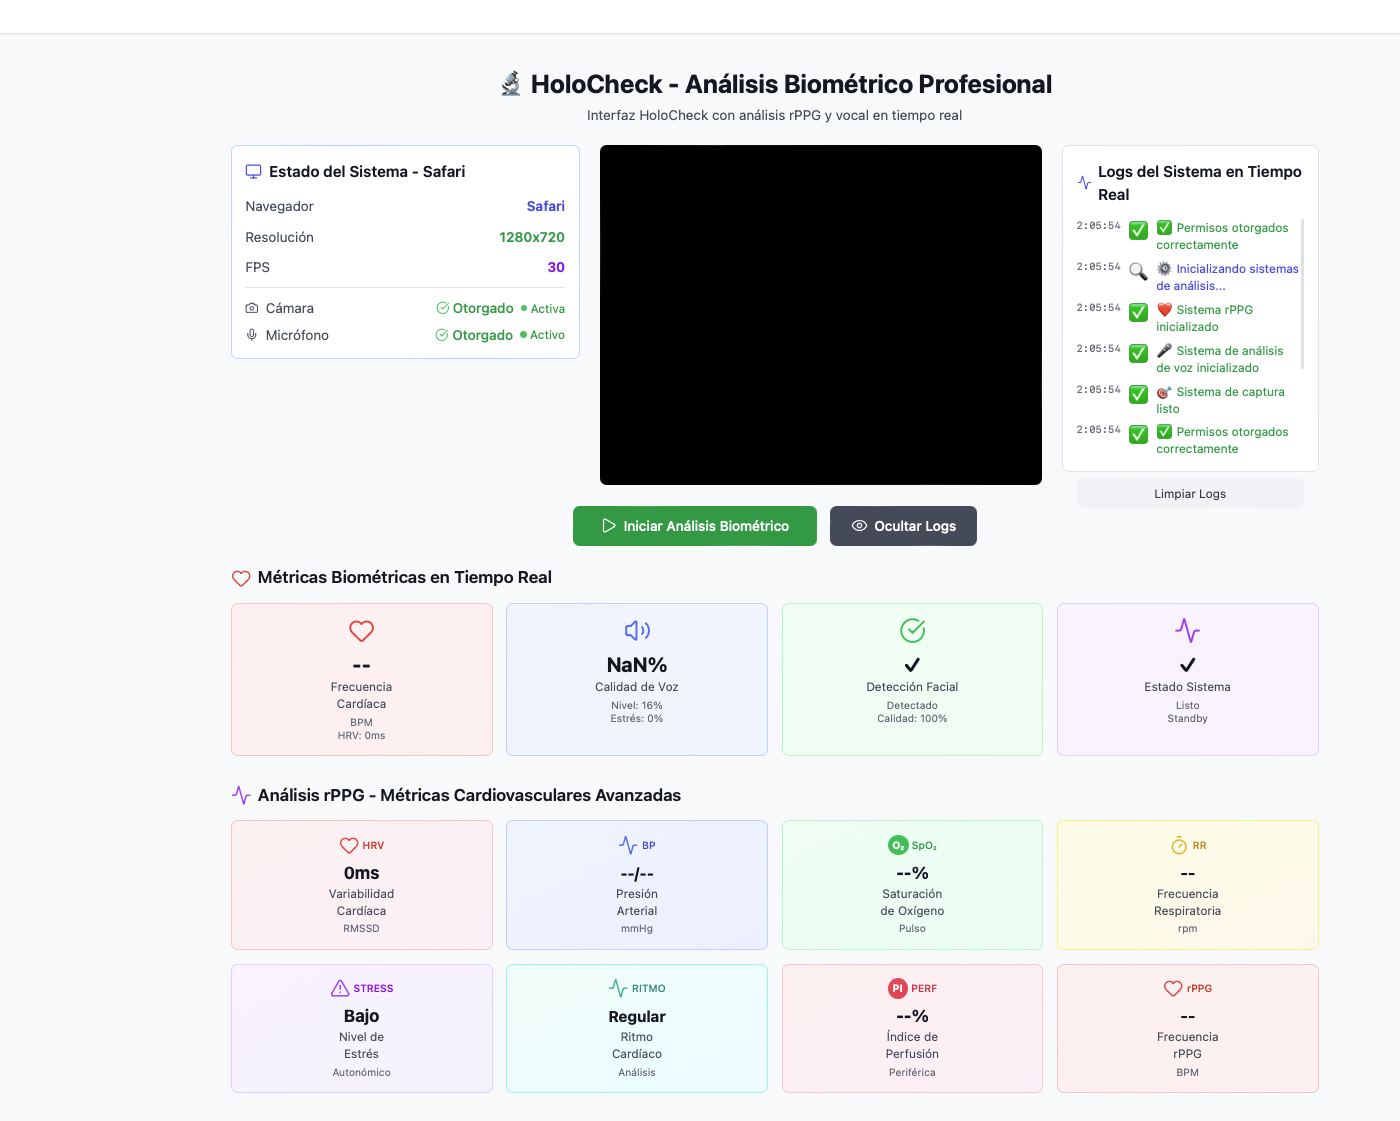 🔬 HoloCheck - Análisis Biométrico Profesional
Interfaz HoloCheck con análisis rPPG y vocal en tiempo real
Estado del Sistema - Safari
Navegador Safari
Resolución 1280x720
FPS 30
Cámara Otorgado Activa
Micrófono Otorgado Activo
Logs del Sistema en Tiempo
Real
2:05:54 ✅ ✅ Permisos otorgados
correctamente
2:05:54 🔍 ⚙️ Inicializando sistemas
de análisis...
2:05:54 ✅ ❤️ Sistema rPPG
inicializado
2:05:54 ✅ 🎤 Sistema de análisis
de voz inicializado
2:05:54 ✅ 🎯 Sistema de captura
listo
2:05:54 ✅ ✅ Permisos otorgados
correctamente
Limpiar Logs
Iniciar Análisis Biométrico
Ocultar Logs
Métricas Biométricas en Tiempo Real
--
Frecuencia
Cardíaca
BPM
HRV: 0ms
NaN%
Calidad de Voz
Nivel: 16%
Estrés: 0%
✓
Detección Facial
Detectado
Calidad: 100%
✓
Estado Sistema
Listo
Standby
Análisis rPPG - Métricas Cardiovasculares Avanzadas
HRV
0ms
Variabilidad
Cardíaca
RMSSD
BP
--/--
Presión
Arterial
mmHg
O₂ SpO₂
--%
Saturación
de Oxígeno
Pulso
RR
--
Frecuencia
Respiratoria
rpm
STRESS
Bajo
Nivel de
Estrés
Autonómico
RITMO
Regular
Ritmo
Cardíaco
Análisis
PI PERF
--%
Índice de
Perfusión
Periférica
rPPG
--
Frecuencia
rPPG
BPM